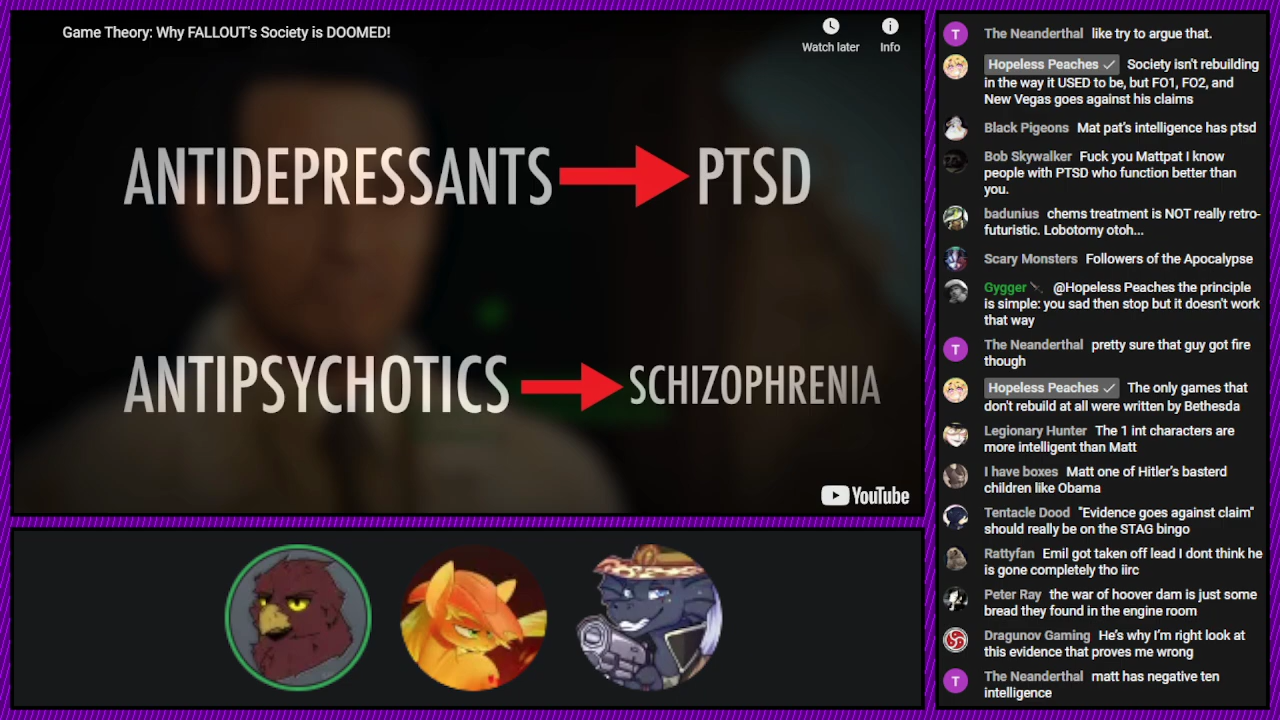 Game Theory: Why FALLOUT's Society is DOOMED!
Watch later
Info
ANTIDEPRESSANTS
PTSD
ANTIPSYCHOTICS
SCHIZOPHRENIA
YouTube
T The Neanderthal like try to argue that.
Hopeless Peaches Society isn't rebuilding
in the way it USED to be, but FO1, FO2, and
New Vegas goes against his claims
Black Pigeons Mat pat's intelligence has ptsd
Bob Skywalker Fuck you Mattpat I know
people with PTSD who function better than
you.
badunius chems treatment is NOT really retro-
futuristic. Lobotomy otoh...
Scary Monsters Followers of the Apocalypse
Gygger @Hopeless Peaches the principle
is simple: you sad then stop but it doesn't work
that way
T The Neanderthal pretty sure that guy got fire
though
Hopeless Peaches The only games that
don't rebuild at all were written by Bethesda
Legionary Hunter The 1 int characters are
more intelligent than Matt
I have boxes Matt one of Hitler's basterd
children like Obama
Tentacle Dood "Evidence goes against claim"
should really be on the STAG bingo
Rattyfan Emil got taken off lead I dont think he
is gone completely tho iirc
Peter Ray the war of hoover dam is just some
bread they found in the engine room
Dragunov Gaming He's why I'm right look at
this evidence that proves me wrong
T The Neanderthal matt has negative ten
intelligence